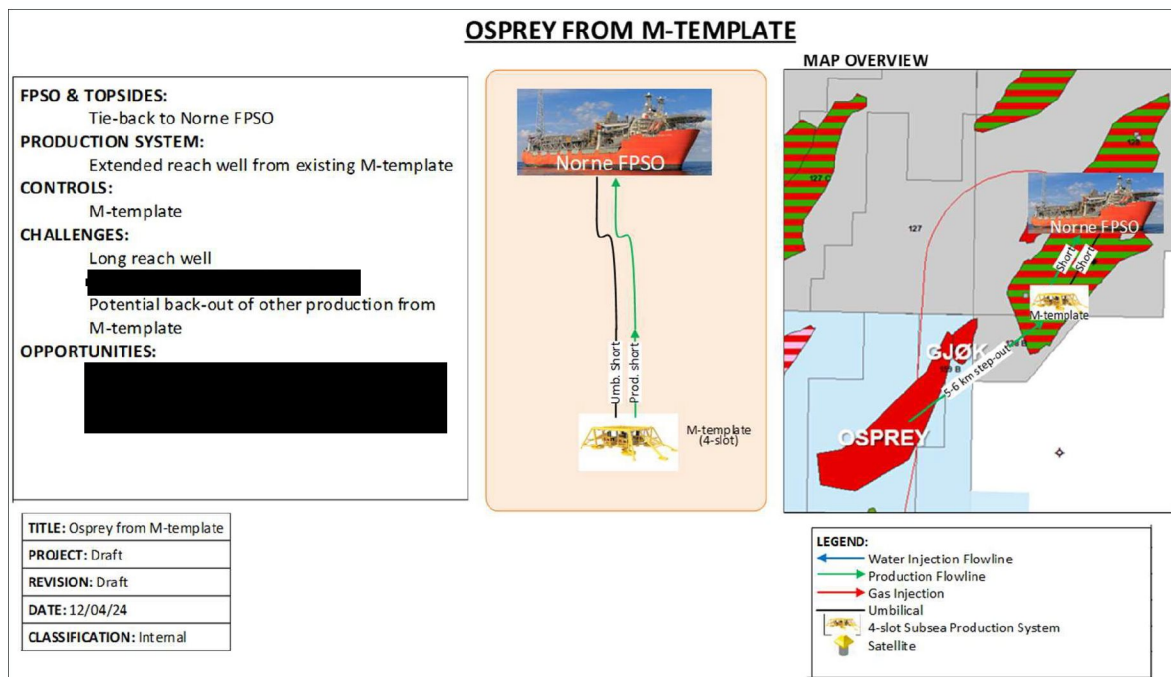 OSPREY FROM M-TEMPLATE
FPSO & TOPSIDES:
Tie-back to Norne FPSO
PRODUCTION SYSTEM:
Extended reach well from existing M-template
CONTROLS:
M-template
CHALLENGES:
Long reach well
Potential back-out of other production from
M-template
OPPORTUNITIES:
Norne FPSO
Umb. Short
Prod. short
M-template
(4-slot)
MAP OVERVIEW
127 C
128
127
Norne FPSO
Short
Short
M-template
GJØK
159 B
5-6 km step-out
OSPREY
TITLE: Osprey from M-template
PROJECT: Draft
REVISION: Draft
DATE: 12/04/24
CLASSIFICATION: Internal
LEGEND:
Water Injection Flowline
Production Flowline
Gas Injection
Umbilical
4-slot Subsea Production System
Satellite